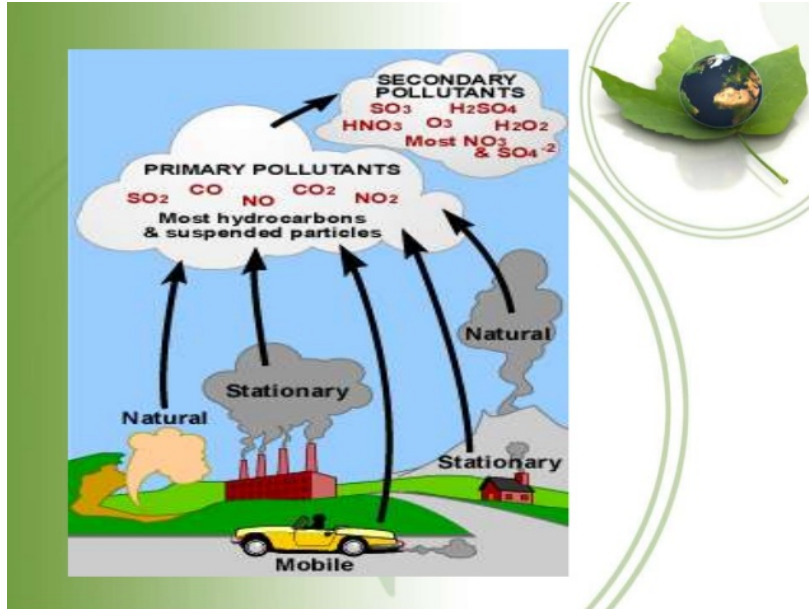 SECONDARY
POLLUTANTS
SO3 H2SO4
HNO3 O3 H2O2
Most NO3
& SO4-2
PRIMARY POLLUTANTS
SO2 CO NO CO2 NO2
Most hydrocarbons
& suspended particles
Natural
Stationary
Natural
Stationary
Mobile